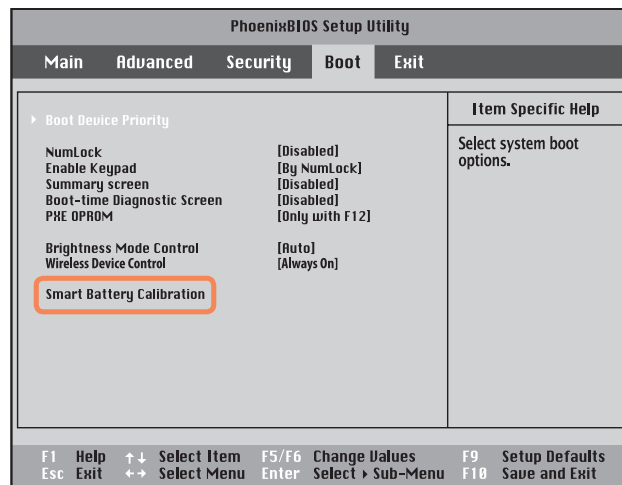 PhoenixBIOS Setup Utility
Main Advanced Security Boot Exit
Item Specific Help
▸ Boot Device Priority
Select system boot
options.
NumLock [Disabled]
Enable Keypad [By NumLock]
Summary screen [Disabled]
Boot-time Diagnostic Screen [Disabled]
PXE OPROM [Only with F12]
Brightness Mode Control [Auto]
Wireless Device Control [Always On]
Smart Battery Calibration
F1 Help ↑↓ Select Item F5/F6 Change Values F9 Setup Defaults
Esc Exit ←→ Select Menu Enter Select ▸ Sub-Menu F10 Save and Exit